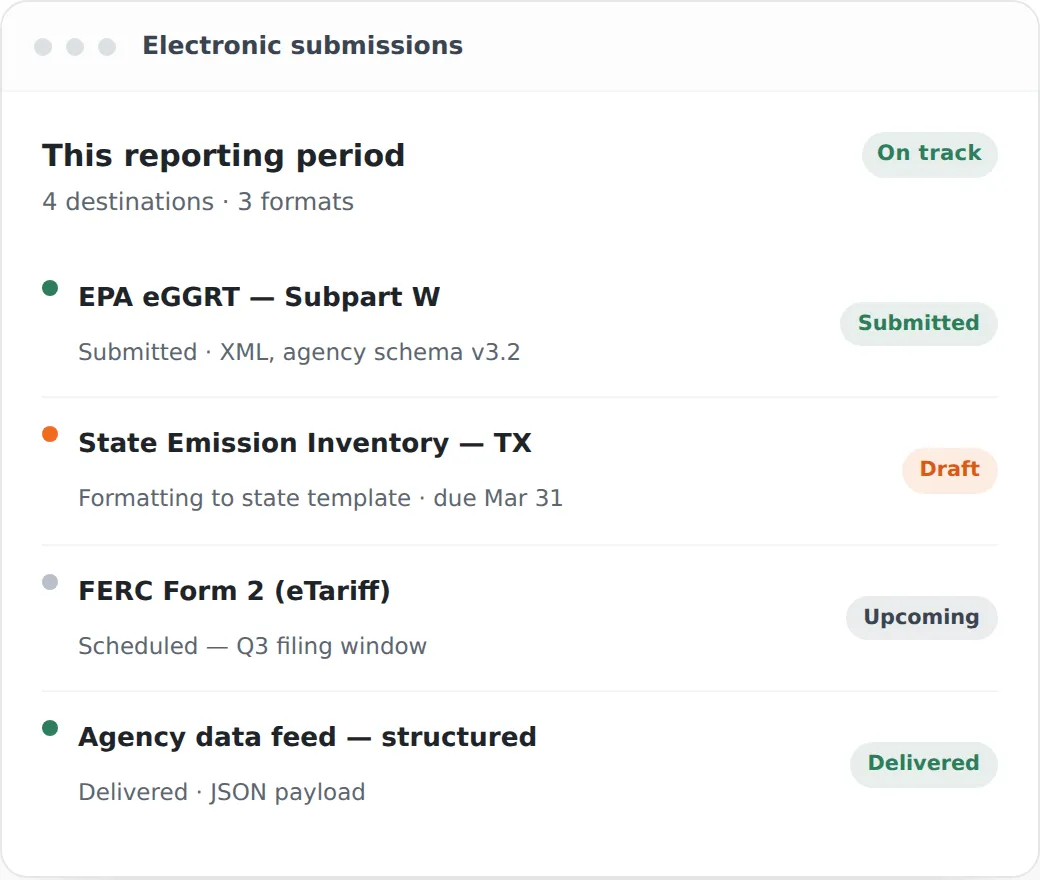 Electronic submissions
This reporting period
On track
4 destinations · 3 formats
EPA eGGRT — Subpart W
Submitted
Submitted · XML, agency schema v3.2
State Emission Inventory — TX
Draft
Formatting to state template · due Mar 31
FERC Form 2 (eTariff)
Upcoming
Scheduled — Q3 filing window
Agency data feed — structured
Delivered
Delivered · JSON payload